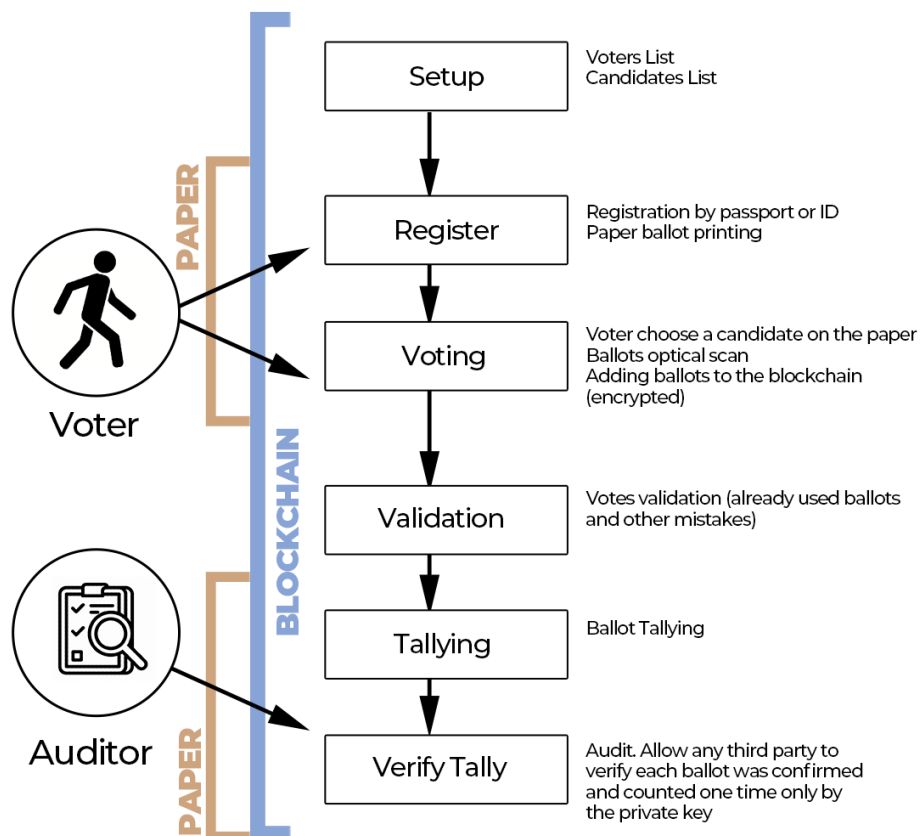 Setup
Voters List
Candidates List
PAPER
Register
Registration by passport or ID
Paper ballot printing
Voting
Voter choose a candidate on the paper
Ballots optical scan
Adding ballots to the blockchain
(encrypted)
Voter
BLOCKCHAIN
Validation
Votes validation (already used ballots
and other mistakes)
Tallying
Ballot Tallying
Auditor
PAPER
Verify Tally
Audit. Allow any third party to
verify each ballot was confirmed
and counted one time only by
the private key